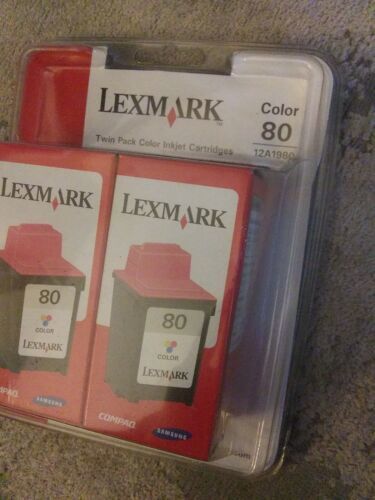 LEXMARK
Color
80
Twin Pack Color Inkjet Cartridges
12A1980
LEXMARK
80
COLOR
LEXMARK
COMPAQ
SAMSUNG
LEXMARK
80
COLOR
LEXMARK
COMPAQ
SAMSUNG
.com